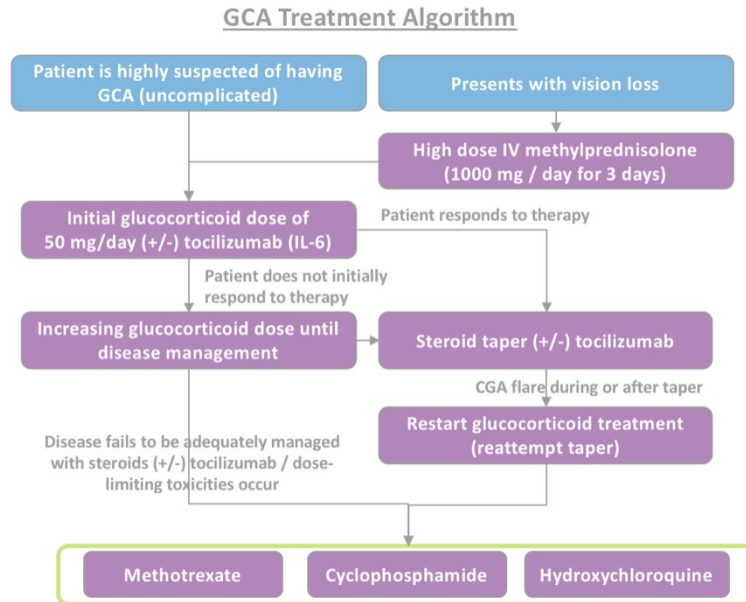 GCA Treatment Algorithm
Patient is highly suspected of having
GCA (uncomplicated)
Presents with vision loss
High dose IV methylprednisolone
(1000 mg / day for 3 days)
Initial glucocorticoid dose of
50 mg/day (+/-) tocilizumab (IL-6)
Patient responds to therapy
Patient does not initially
respond to therapy
Increasing glucocorticoid dose until
disease management
Steroid taper (+/-) tocilizumab
CGA flare during or after taper
Restart glucocorticoid treatment
(reattempt taper)
Disease fails to be adequately managed
with steroids (+/-) tocilizumab / dose-
limiting toxicities occur
Methotrexate
Cyclophosphamide
Hydroxychloroquine